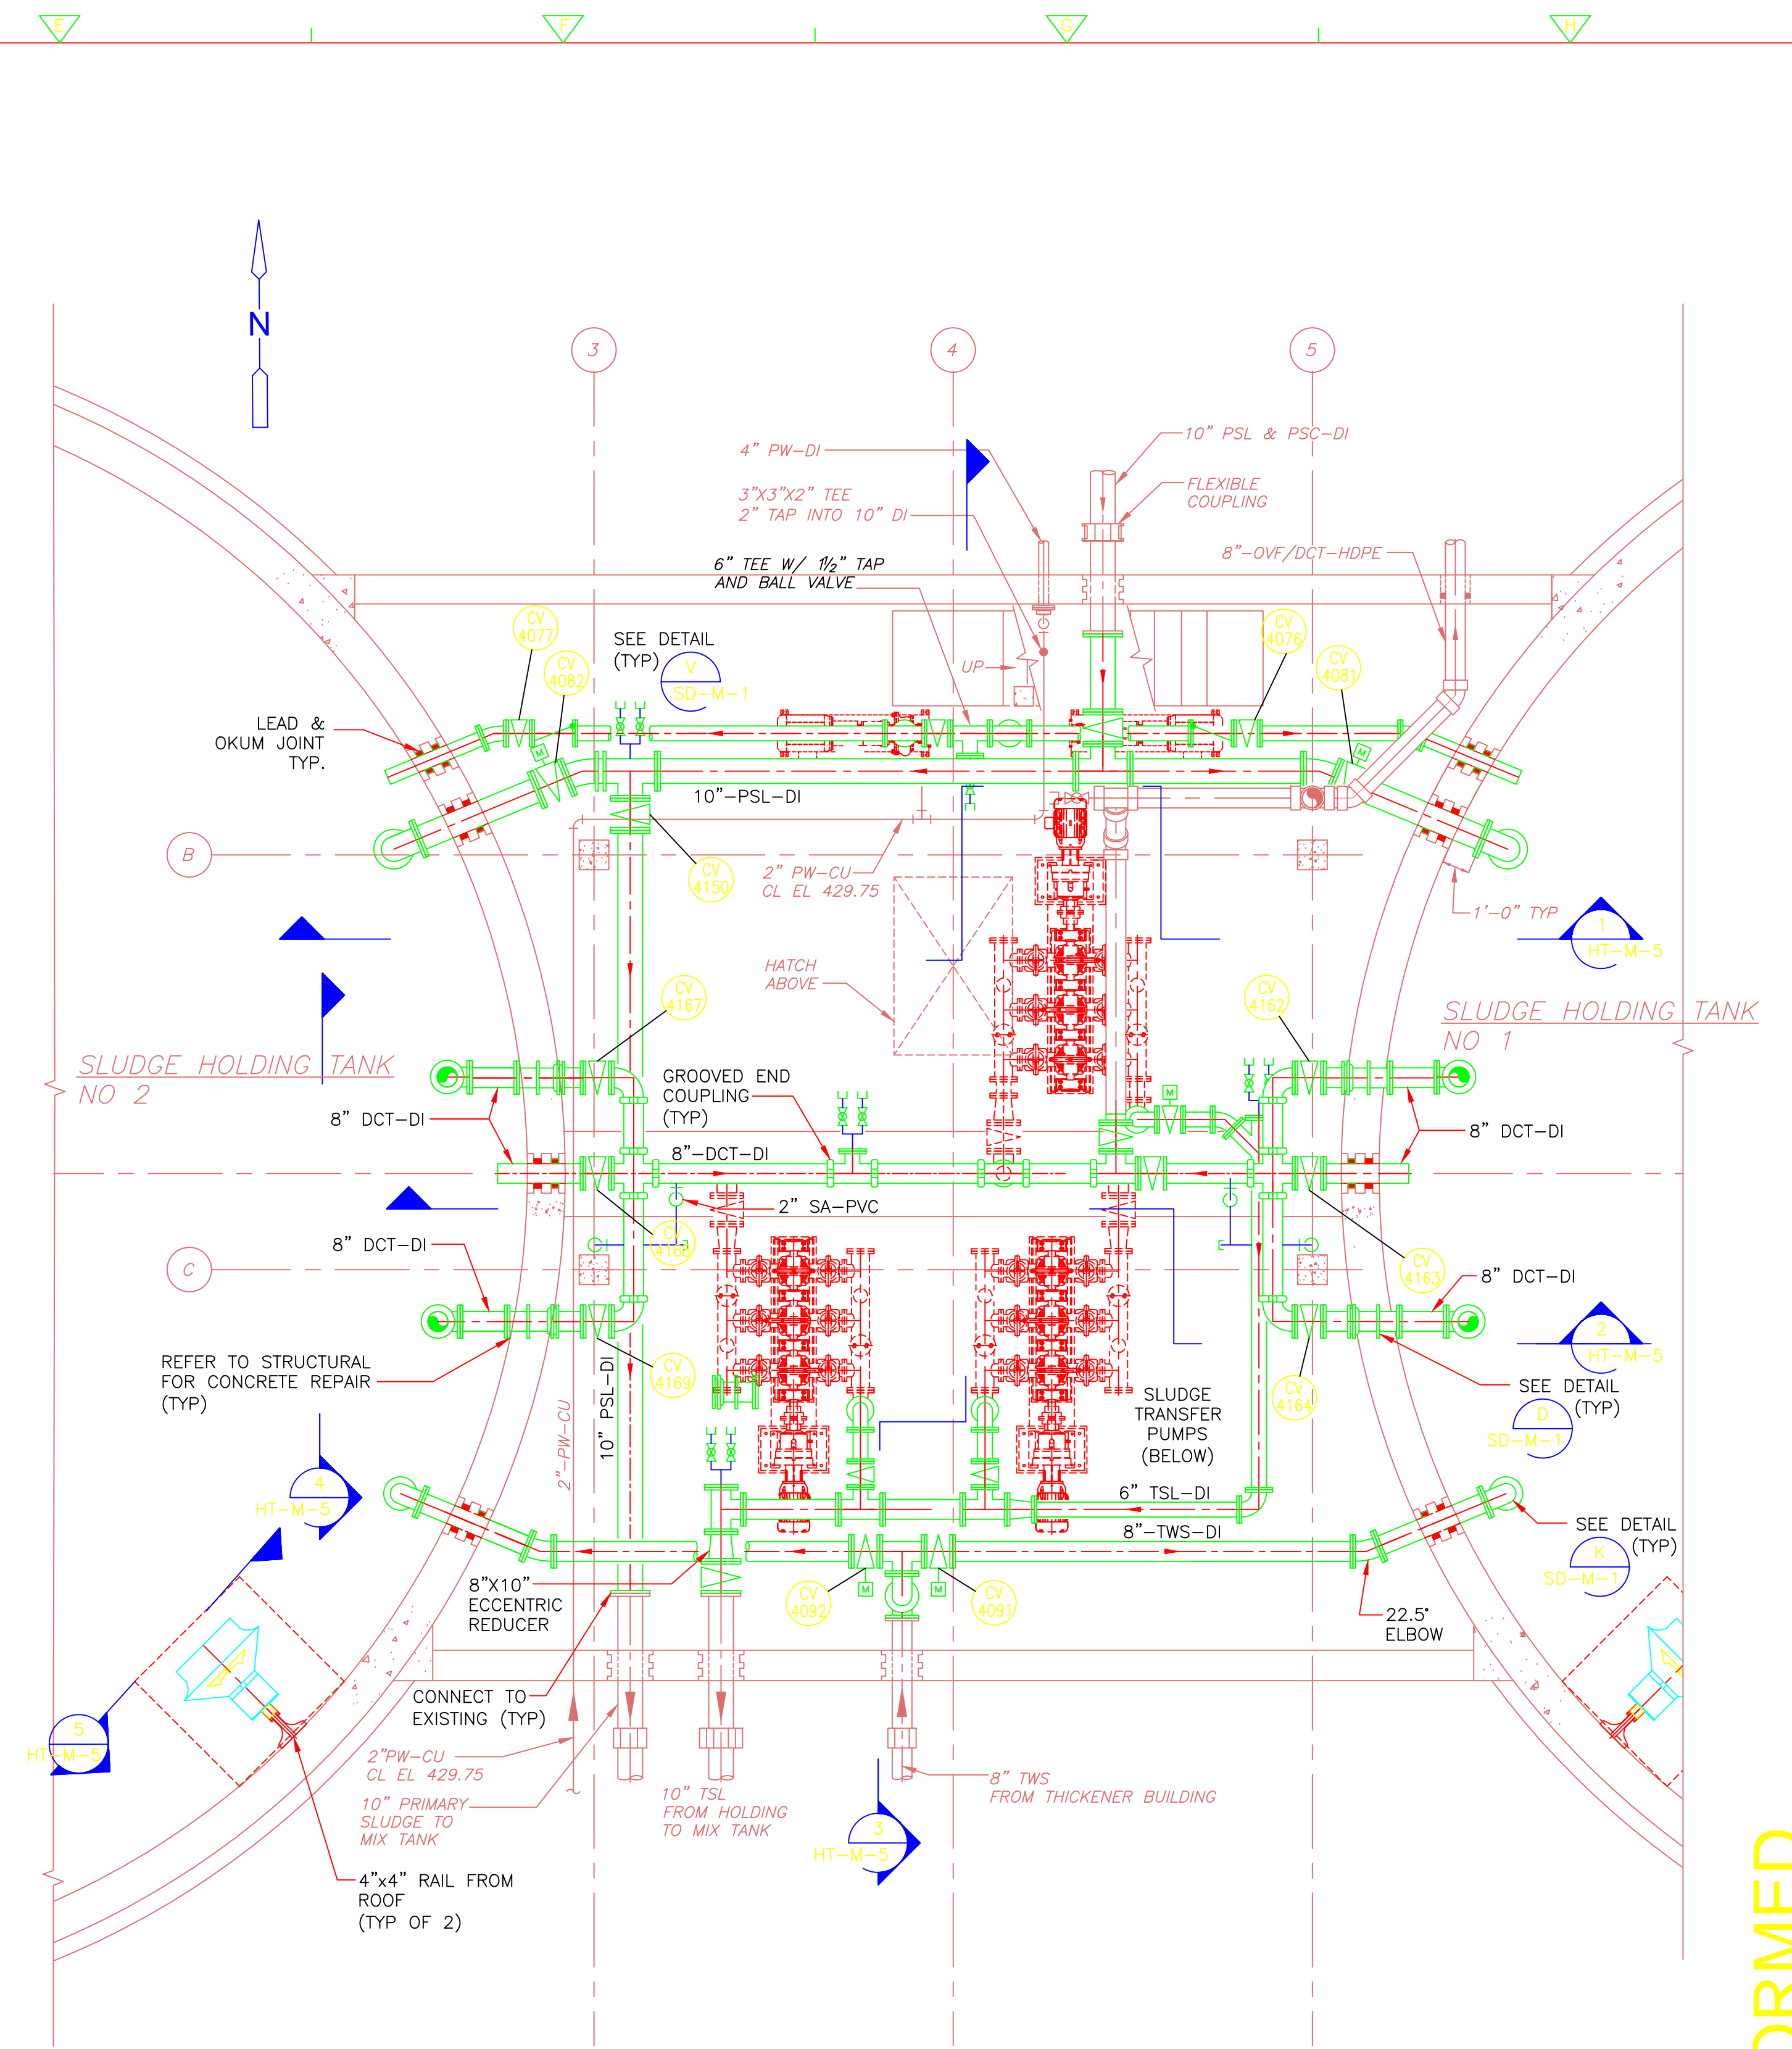 E
F
G
H
N
3
4
5
10" PSL & PSC-DI
4" PW-DI
FLEXIBLE
COUPLING
3"X3"X2" TEE
2" TAP INTO 10" DI
8"-OVF/DCT-HDPE
6" TEE W/ 1½" TAP
AND BALL VALVE
CV
4077
CV
4082
SEE DETAIL
(TYP)
V
SD-M-1
UP
CV
4076
CV
4081
LEAD &
OKUM JOINT
TYP.
10"-PSL-DI
B
CV
4150
2" PW-CU
CL EL 429.75
1'-0" TYP
1
HT-M-5
HATCH
ABOVE
CV
4167
CV
4162
SLUDGE HOLDING TANK
NO 1
SLUDGE HOLDING TANK
NO 2
GROOVED END
COUPLING
(TYP)
8" DCT-DI
8" DCT-DI
8"-DCT-DI
2" SA-PVC
8" DCT-DI
CV
4168
C
CV
4163
8" DCT-DI
2
HT-M-5
REFER TO STRUCTURAL
FOR CONCRETE REPAIR
(TYP)
CV
4169
10" PSL-DI
2"-PW-CU
SLUDGE
TRANSFER
PUMPS
(BELOW)
CV
4164
SEE DETAIL
(TYP)
D
SD-M-1
4
HT-M-5
6" TSL-DI
8"-TWS-DI
SEE DETAIL
(TYP)
K
SD-M-1
M
M
M
M
M
8"X10"
ECCENTRIC
REDUCER
CV
4092
CV
4091
22.5°
ELBOW
CONNECT TO
EXISTING (TYP)
5
HT-M-5
2"PW-CU
CL EL 429.75
10" PRIMARY
SLUDGE TO
MIX TANK
10" TSL
FROM HOLDING
TO MIX TANK
8" TWS
FROM THICKENER BUILDING
3
HT-M-5
4"x4" RAIL FROM
ROOF
(TYP OF 2)